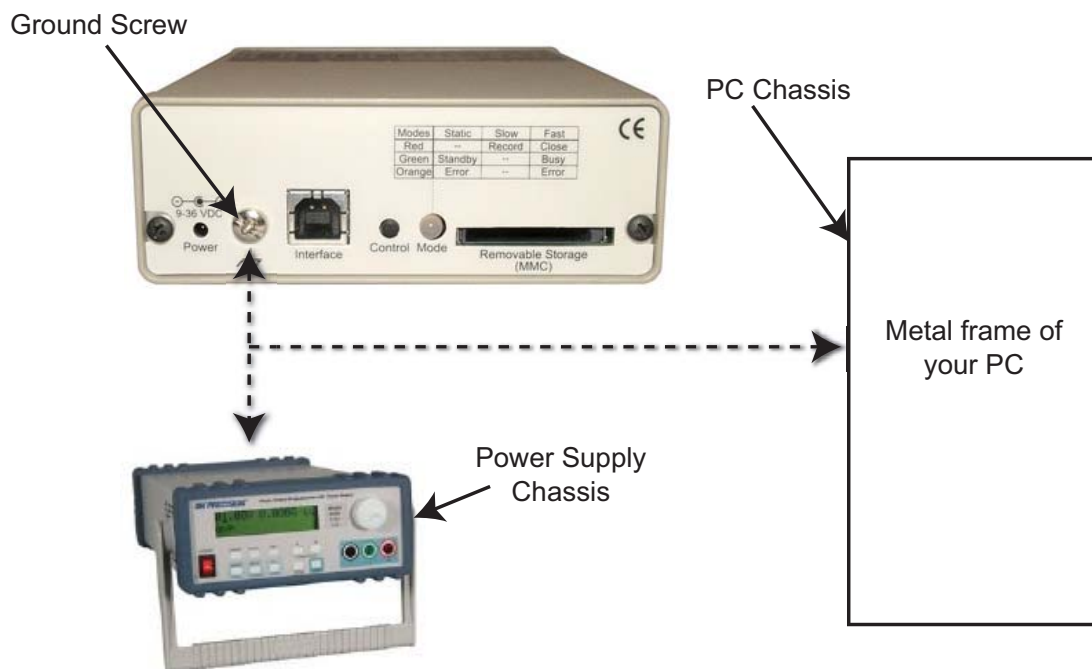 Ground Screw
PC Chassis
CE
Modes Static Slow Fast
Red -- Record Close
Green Standby -- Busy
Orange Error -- Error
9-36 VDC
Power
Interface
Control
Mode
Removable Storage
(MMC)
Metal frame of
your PC
Power Supply
Chassis
BK PRECISION